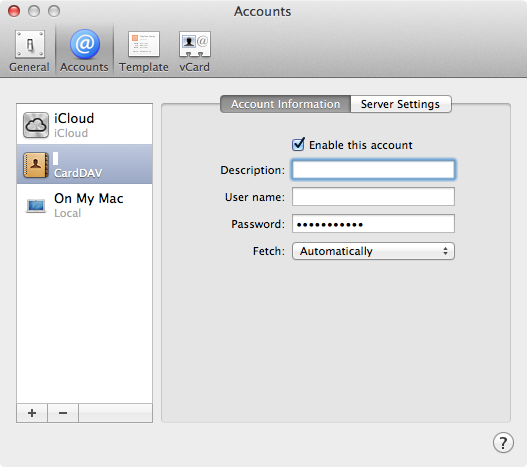 Accounts
General
Accounts
Template
vCard
iCloud
iCloud
CardDAV
On My Mac
Local
Account Information
Server Settings
Enable this account
Description:
User name:
Password: •••••••••••
Fetch: Automatically
+ −
?